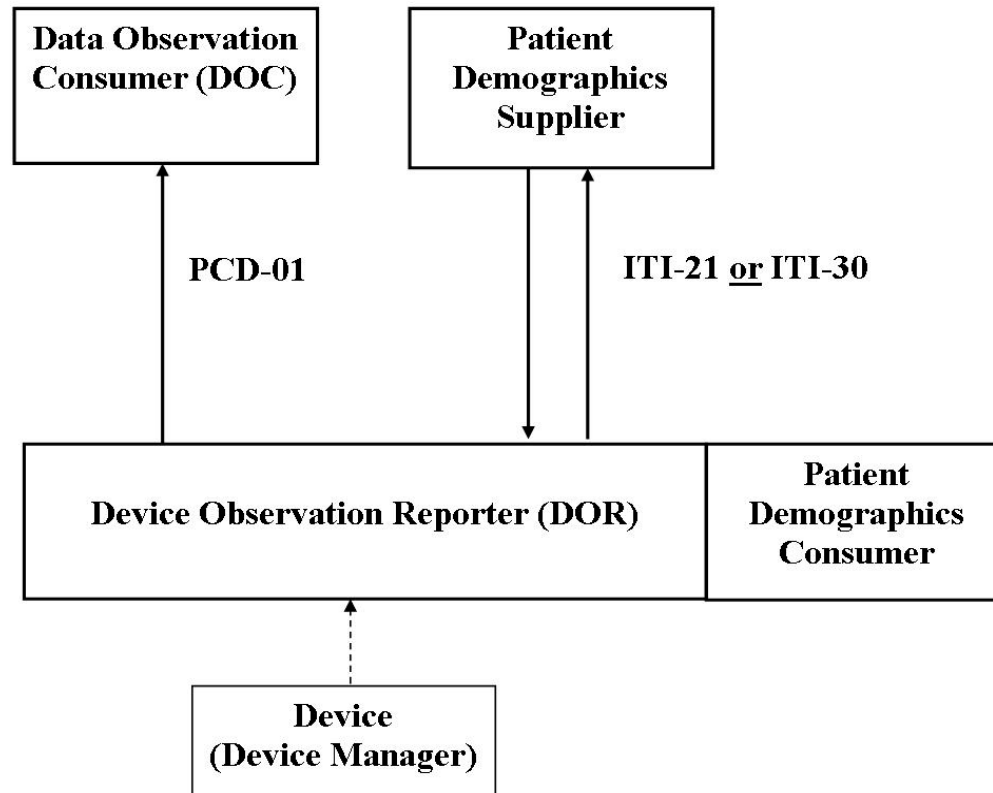 Data Observation
Consumer (DOC)
Patient
Demographics
Supplier
PCD-01
ITI-21 or ITI-30
Device Observation Reporter (DOR)
Patient
Demographics
Consumer
Device
(Device Manager)